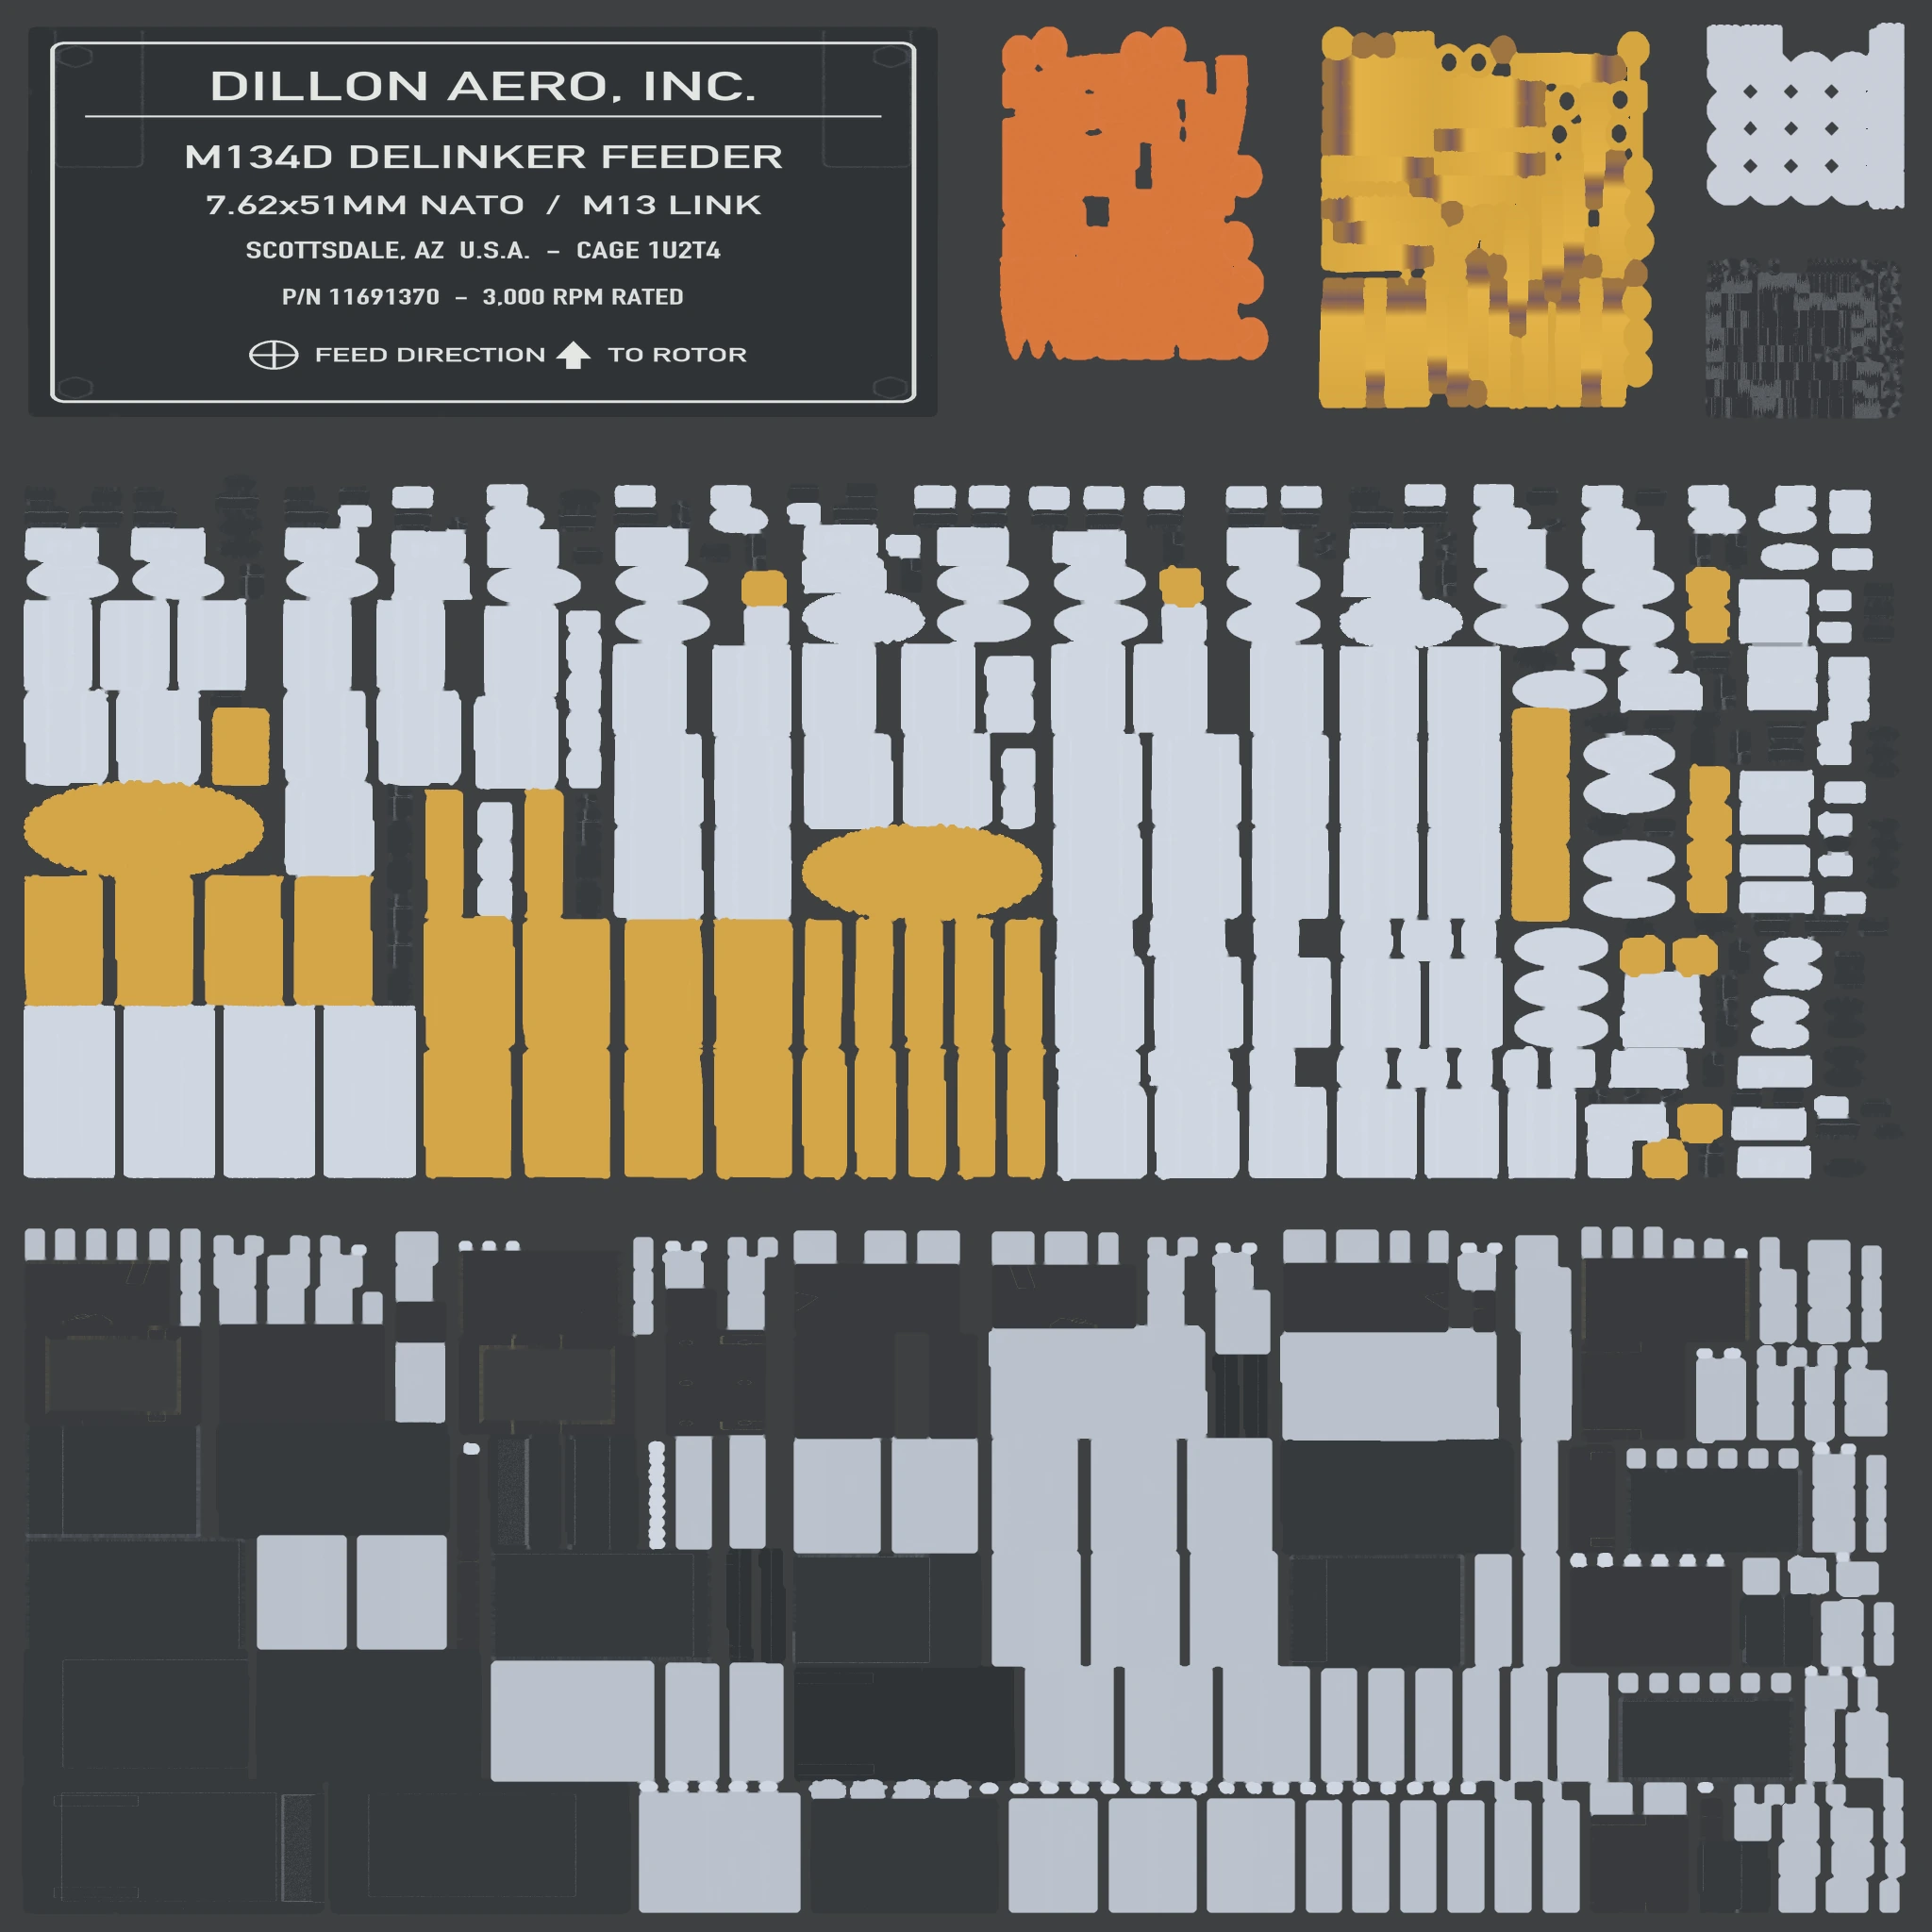 DILLON AERO, INC.
M134D DELINKER FEEDER
7.62x51MM NATO / M13 LINK
SCOTTSDALE, AZ U.S.A. – CAGE 1U2T4
P/N 11691370 – 3,000 RPM RATED
FEED DIRECTION TO ROTOR